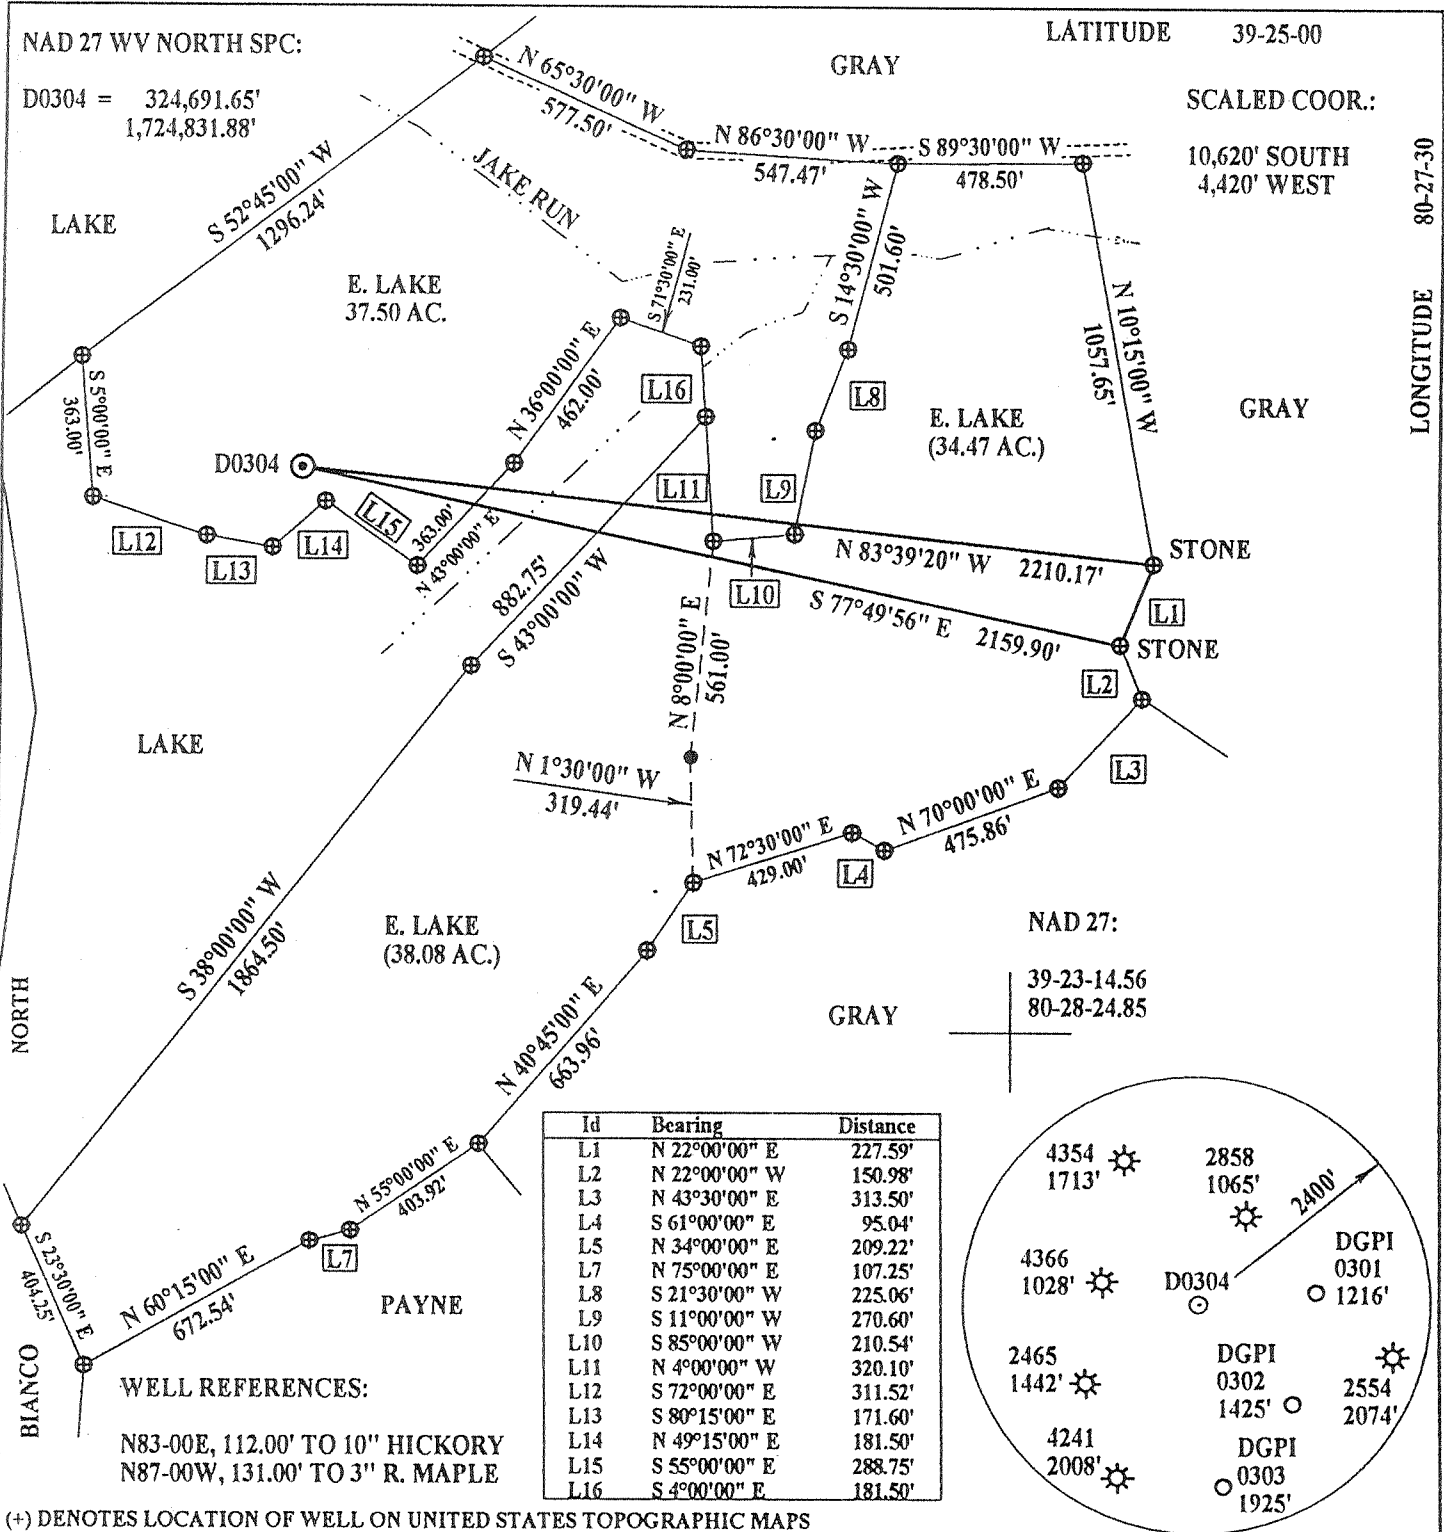 NAD 27 WV NORTH SPC:
D0304 = 324,691.65'
1,724,831.88'
LATITUDE 39-25-00
GRAY
SCALED COOR.:
10,620' SOUTH
4,420' WEST
LONGITUDE 80-27-30
N 65°30'00" W
577.50'
N 86°30'00" W
547.47'
S 89°30'00" W
478.50'
JAKE RUN
S 52°45'00" W
1296.24'
LAKE
E. LAKE
37.50 AC.
S 71°30'00" E
231.00'
S 14°30'00" W
501.60'
N 10°15'00" W
1057.65'
S 5°00'00" E
363.00'
N 36°00'00" E
462.00'
L16
L8
E. LAKE
(34.47 AC.)
GRAY
D0304
L12
L13
L14
L15
363.00'
N 43°00'00" E
L11
L9
L10
882.75'
S 43°00'00" W
N 83°39'20" W 2210.17'
STONE
L1
S 77°49'56" E 2159.90'
STONE
L2
L3
N 8°00'00" E
561.00'
LAKE
N 1°30'00" W
319.44'
N 72°30'00" E
429.00'
L4
N 70°00'00" E
475.86'
L5
S 38°00'00" W
1864.50'
E. LAKE
(38.08 AC.)
NAD 27:
39-23-14.56
80-28-24.85
GRAY
NORTH
N 40°45'00" E
663.96'
N 55°00'00" E
403.92'
L7
N 60°15'00" E
672.54'
S 23°30'00" E
404.25'
PAYNE
BIANCO
WELL REFERENCES:
N83-00E, 112.00' TO 10" HICKORY
N87-00W, 131.00' TO 3" R. MAPLE
Id Bearing Distance
L1 N 22°00'00" E 227.59'
L2 N 22°00'00" W 150.98'
L3 N 43°30'00" E 313.50'
L4 S 61°00'00" E 95.04'
L5 N 34°00'00" E 209.22'
L7 N 75°00'00" E 107.25'
L8 S 21°30'00" W 225.06'
L9 S 11°00'00" W 270.60'
L10 S 85°00'00" W 210.54'
L11 N 4°00'00" W 320.10'
L12 S 72°00'00" E 311.52'
L13 S 80°15'00" E 171.60'
L14 N 49°15'00" E 181.50'
L15 S 55°00'00" E 288.75'
L16 S 4°00'00" E 181.50'
4354
1713'
2858
1065'
2400'
4366
1028'
D0304
DGPI
0301
1216'
2465
1442'
DGPI
0302
1425'
2554
2074'
4241
2008'
DGPI
0303
1925'
(+) DENOTES LOCATION OF WELL ON UNITED STATES TOPOGRAPHIC MAPS